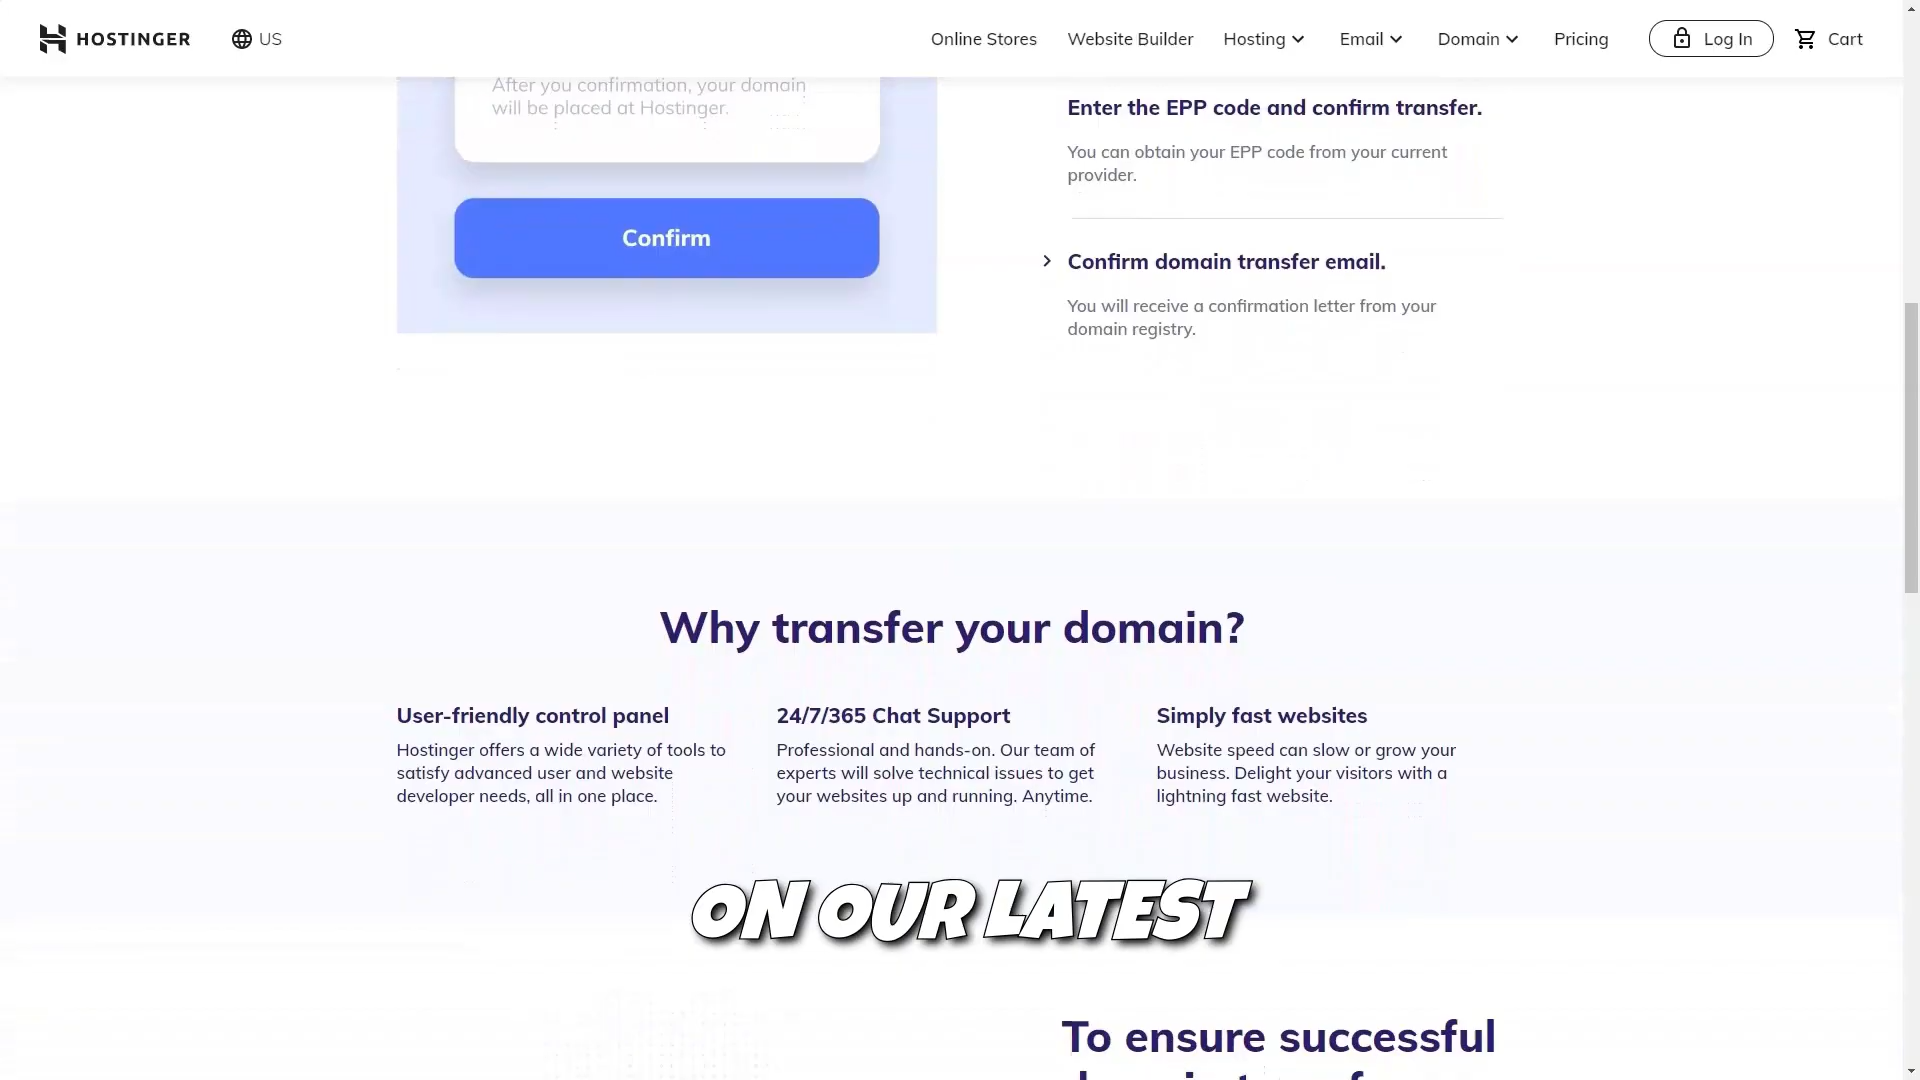 HOSTINGER
US
Online Stores
Website Builder
Hosting
Email
Domain
Pricing
Log In
Cart
After you confirmation, your domain
will be placed at Hostinger.
Confirm
Enter the EPP code and confirm transfer.
You can obtain your EPP code from your current
provider.
Confirm domain transfer email.
You will receive a confirmation letter from your
domain registry.
Why transfer your domain?
User-friendly control panel
Hostinger offers a wide variety of tools to
satisfy advanced user and website
developer needs, all in one place.
24/7/365 Chat Support
Professional and hands-on. Our team of
experts will solve technical issues to get
your websites up and running. Anytime.
Simply fast websites
Website speed can slow or grow your
business. Delight your visitors with a
lightning fast website.
ON OUR LATEST
To ensure successful